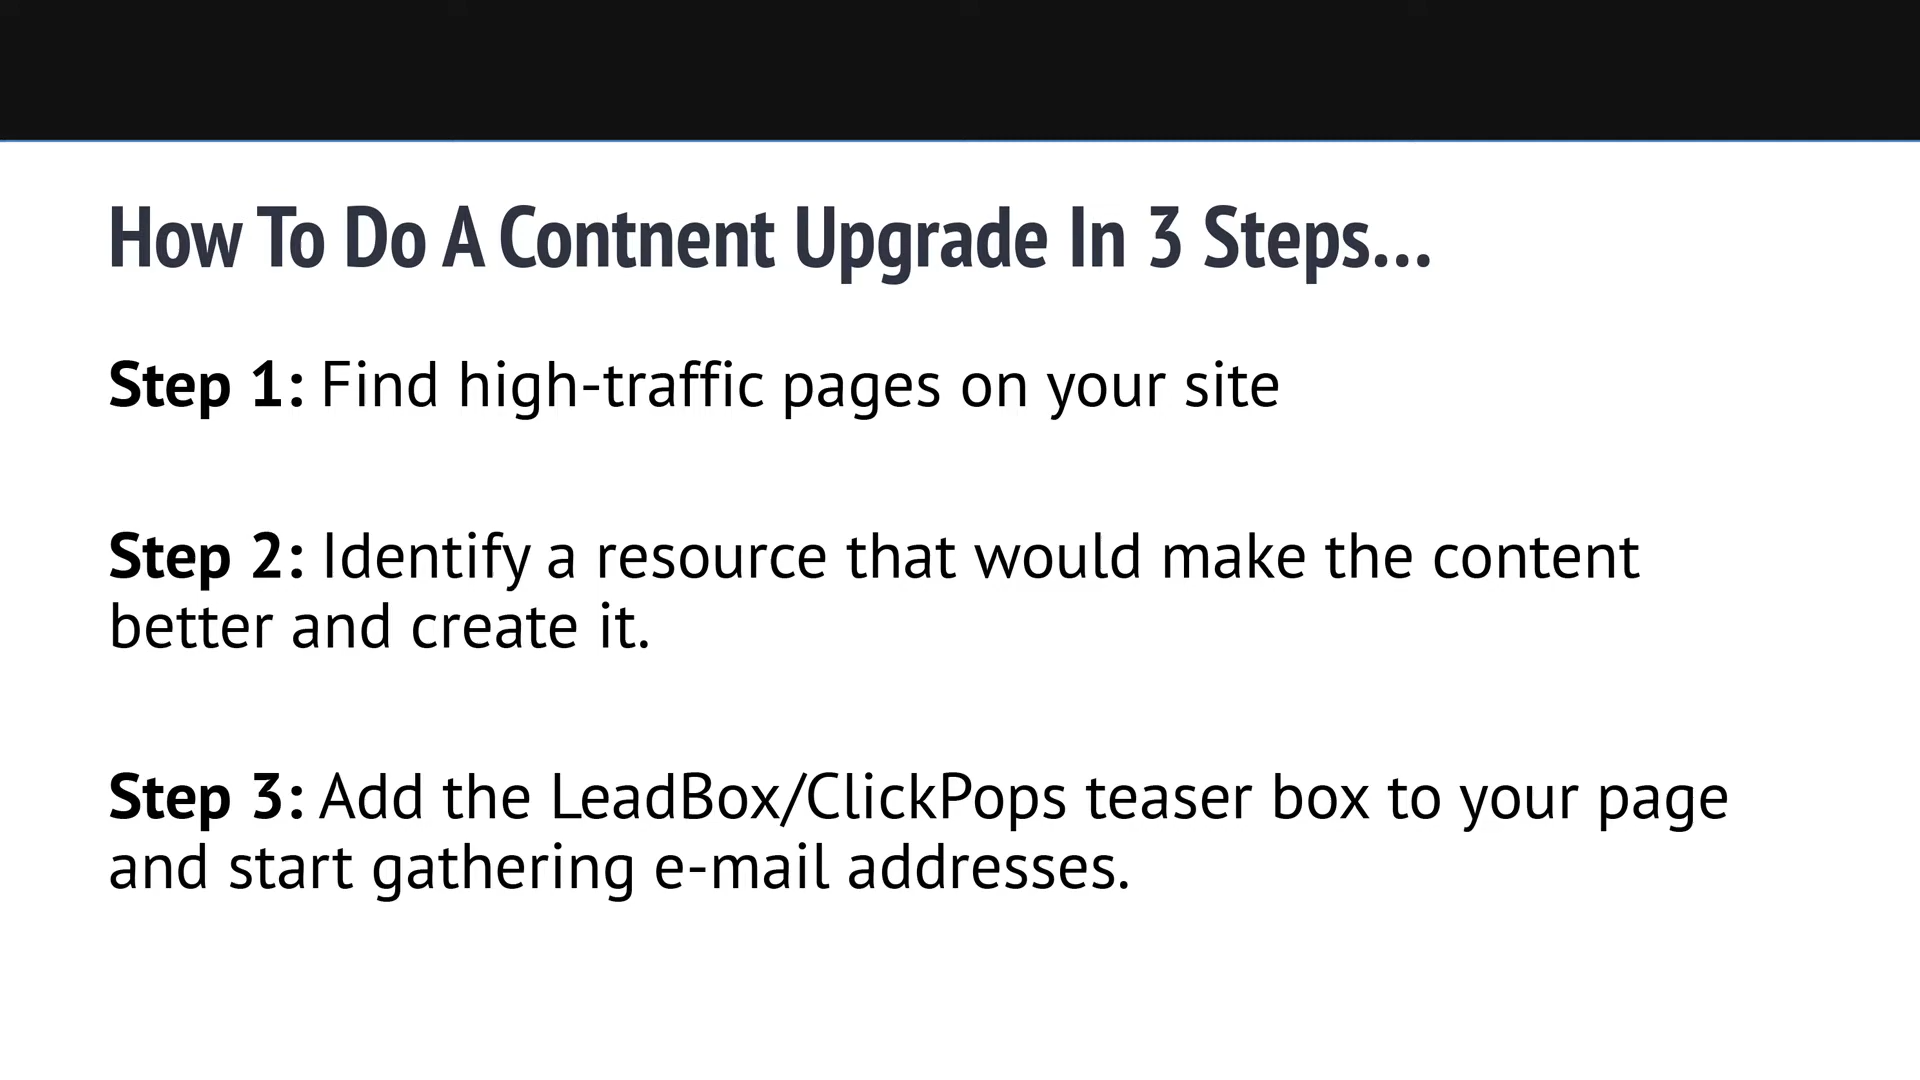 How To Do A Contnent Upgrade In 3 Steps...
Step 1: Find high-traffic pages on your site
Step 2: Identify a resource that would make the content
better and create it.
Step 3: Add the LeadBox/ClickPops teaser box to your page
and start gathering e-mail addresses.